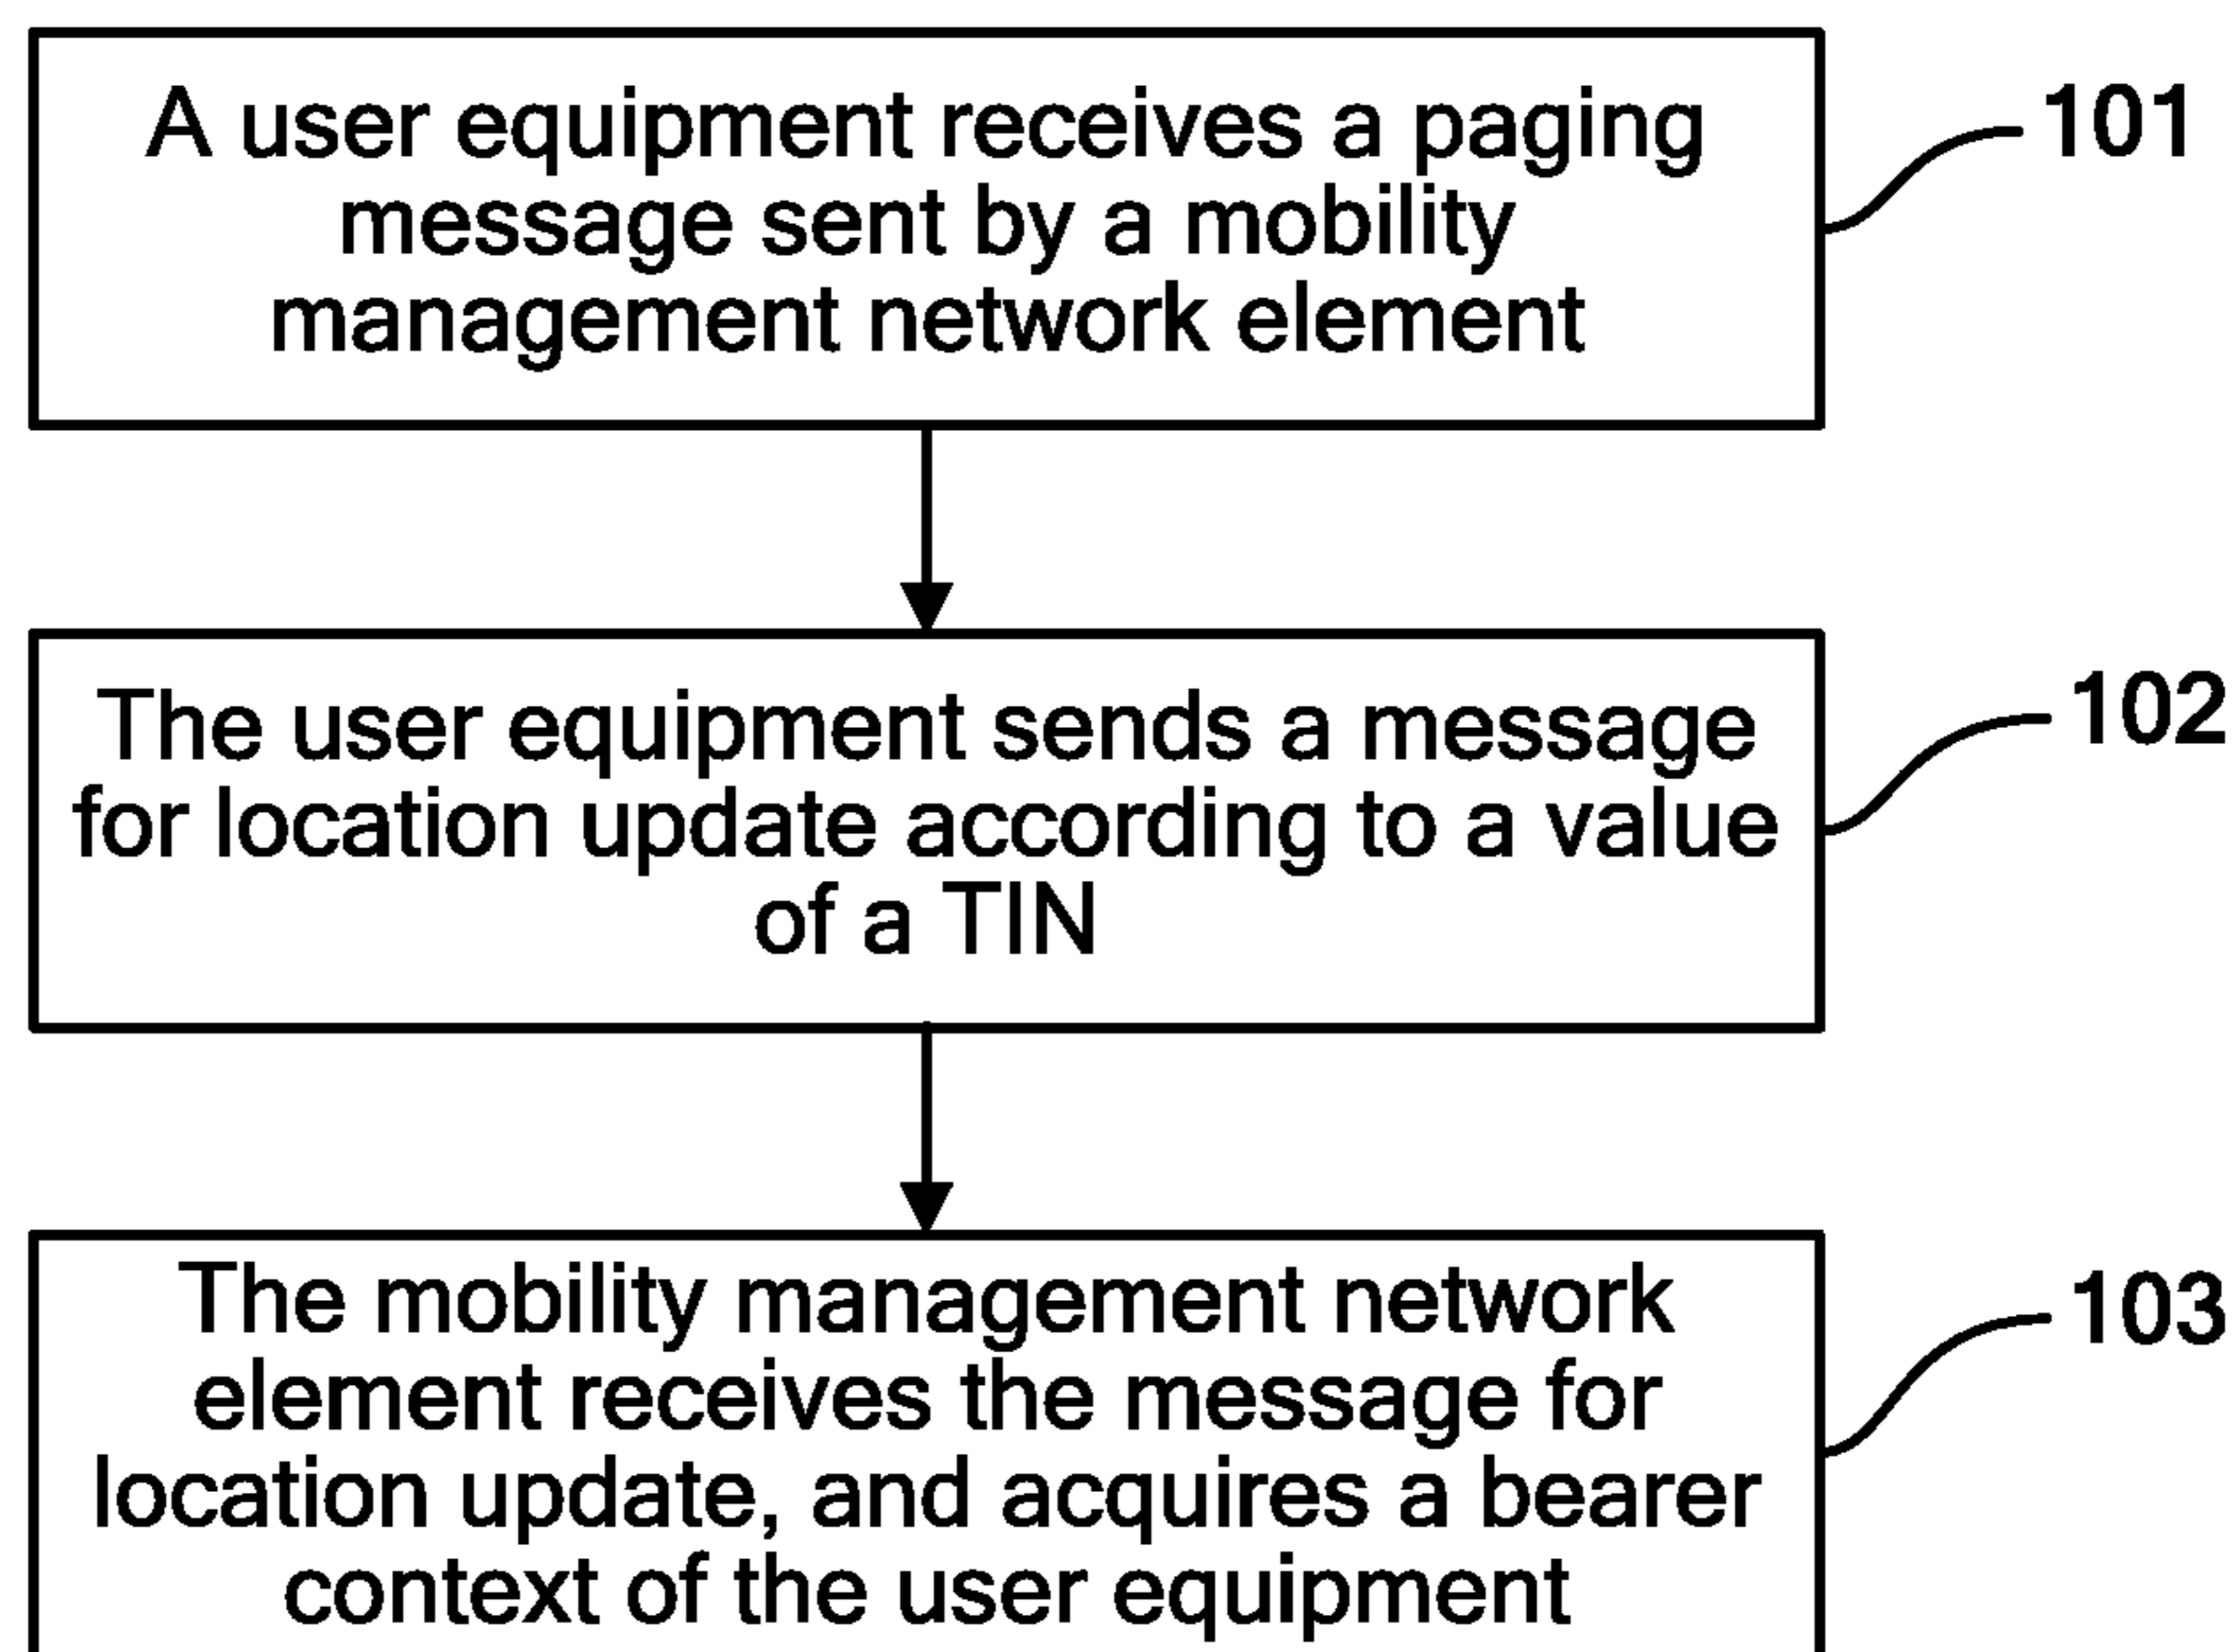 A user equipment receives a paging
message sent by a mobility
management network element
101
The user equipment sends a message
for location update according to a value
of a TIN
102
The mobility management network
element receives the message for
location update, and acquires a bearer
context of the user equipment
103